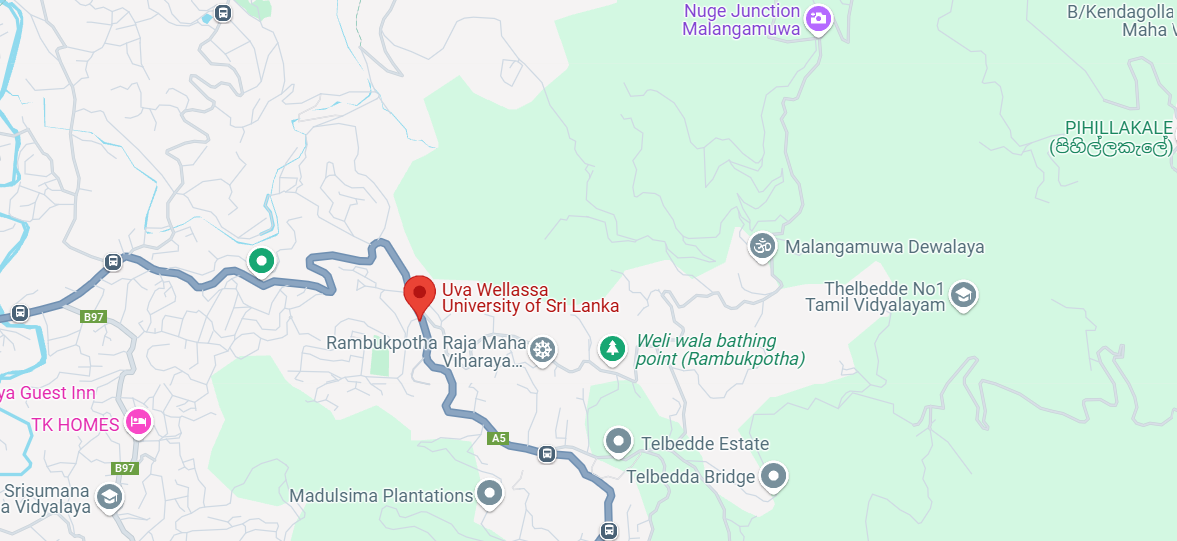 Nuge Junction
Malangamuwa
B/Kendagolla
Maha V
PIHILLAKALE
(පිහිල්ලකැලේ)
Malangamuwa Dewalaya
Uva Wellassa
University of Sri Lanka
Thelbedde No1
Tamil Vidyalayam
B97
Rambukpotha Raja Maha
Viharaya...
Weli wala bathing
point (Rambukpotha)
ya Guest Inn
TK HOMES
A5
Telbedde Estate
B97
Telbedda Bridge
Srisumana
a Vidyalaya
Madulsima Plantations